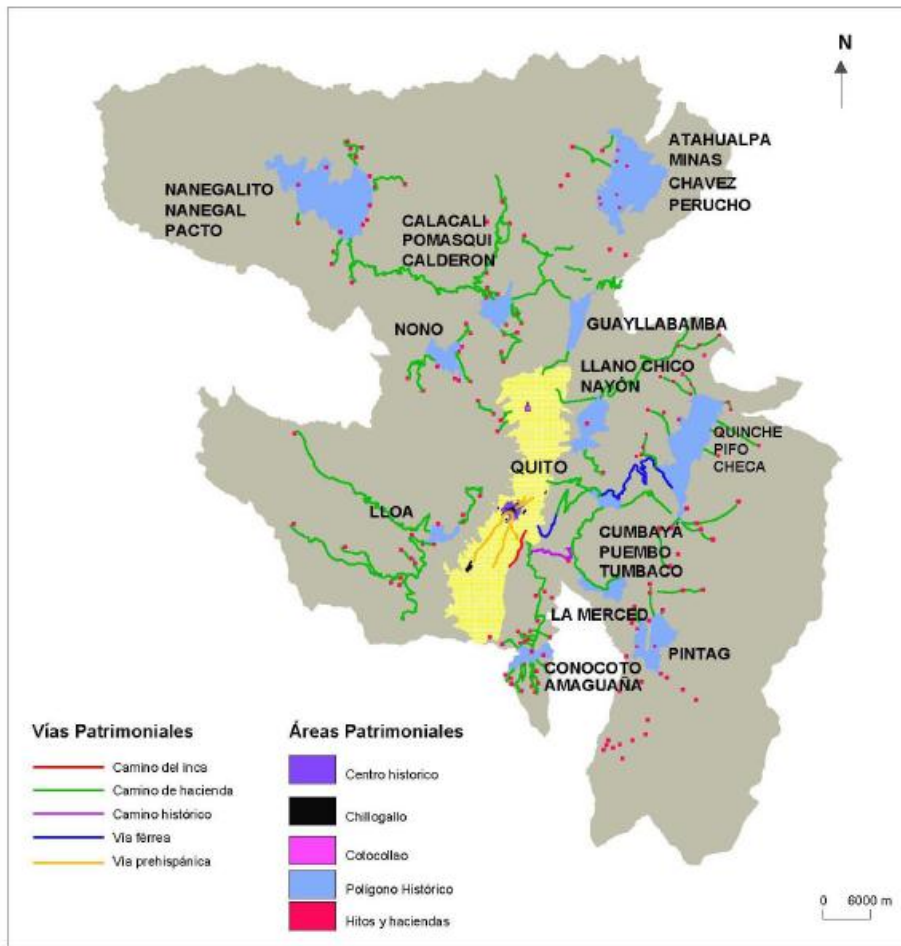 N
ATAHUALPA
MINAS
CHAVEZ
PERUCHO
NANEGALITO
NANEGAL
PACTO
CALACALI
POMASQUI
CALDERON
NONO
GUAYLLABAMBA
LLANO CHICO
NAYÓN
QUINCHE
PIFO
CHECA
QUITO
LLOA
CUMBAYA
PUEMBO
TUMBACO
LA MERCED
PINTAG
CONOCOTO
AMAGUAÑA
Vías Patrimoniales
Camino del inca
Camino de hacienda
Camino histórico
Vía férrea
Vía prehispánica
Áreas Patrimoniales
Centro historico
Chillogallo
Cotocollao
Polígono Histórico
Hitos y haciendas
0 6000 m